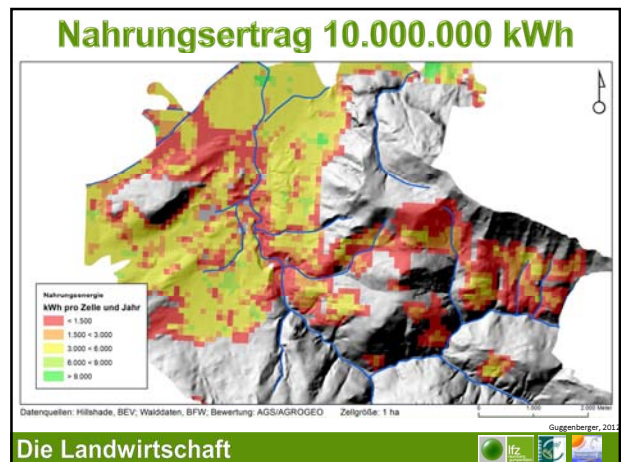 Nahrungsertrag 10.000.000 kWh
Nahrungsenergie
kWh pro Zelle und Jahr
< 1.500
1.500 < 3.000
3.000 < 6.000
6.000 < 9.000
> 9.000
Datenquellen: Hillshade, BEV; Walddaten, BFW; Bewertung: AGS/AGROGEO Zellgröße: 1 ha
0 1.000 2.000 Meter
Guggenberger, 2012
Die Landwirtschaft
lfz